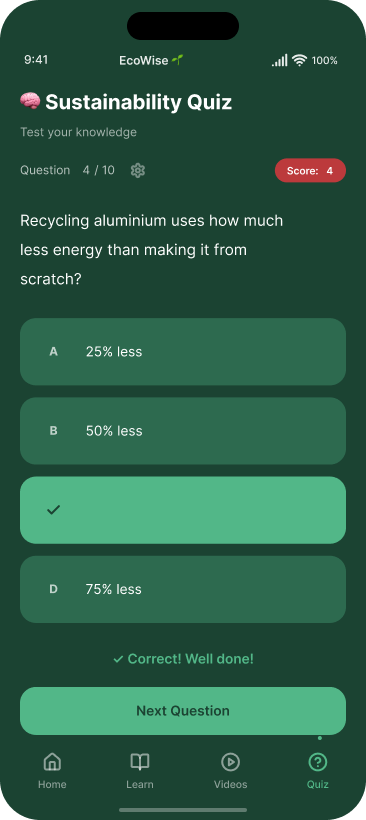 9:41
EcoWise 🌱
100%
🧠 Sustainability Quiz
Test your knowledge
Question 4 / 10
Score: 4
Recycling aluminium uses how much
less energy than making it from
scratch?
A 25% less
B 50% less
✓
D 75% less
✓ Correct! Well done!
Next Question
Home
Learn
Videos
Quiz